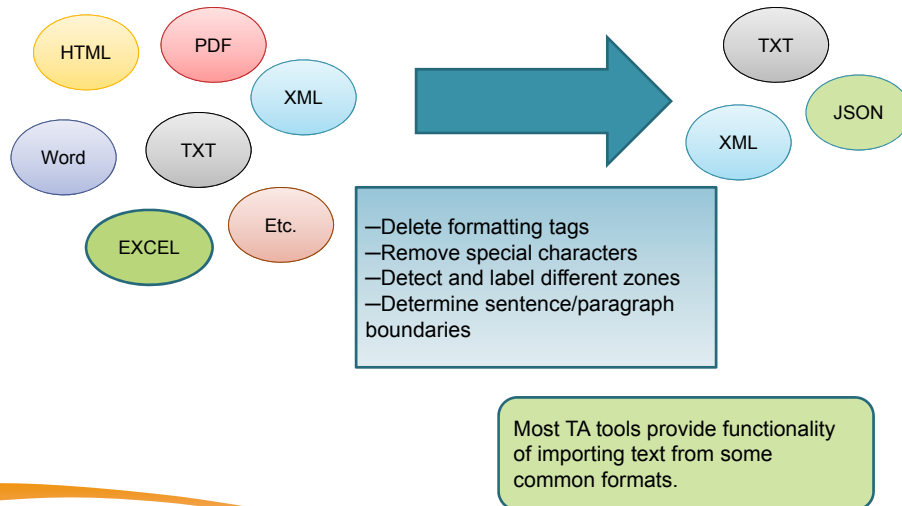 HTML
PDF
XML
Word
TXT
EXCEL
Etc.
TXT
JSON
XML
—Delete formatting tags
—Remove special characters
—Detect and label different zones
—Determine sentence/paragraph
boundaries
Most TA tools provide functionality
of importing text from some
common formats.